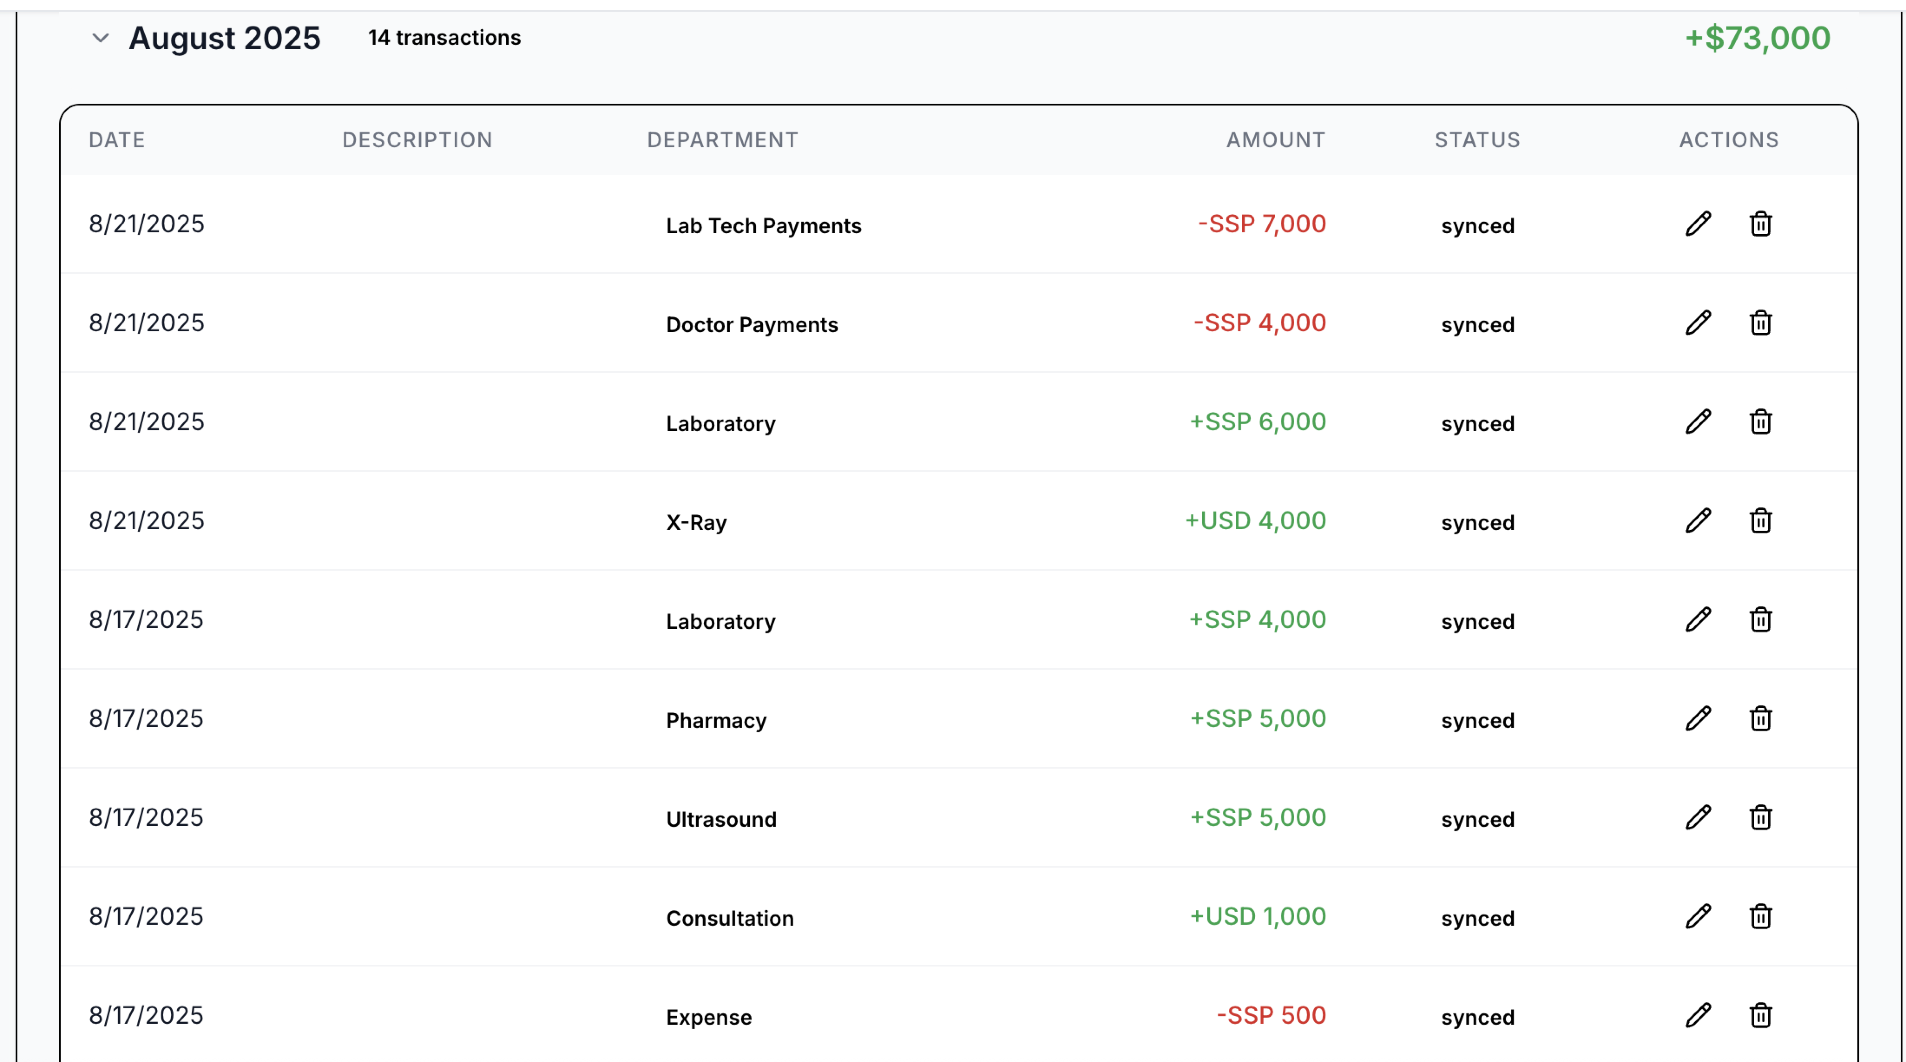 August 2025 14 transactions +$73,000
DATE DESCRIPTION DEPARTMENT AMOUNT STATUS ACTIONS
8/21/2025 Lab Tech Payments -SSP 7,000 synced
8/21/2025 Doctor Payments -SSP 4,000 synced
8/21/2025 Laboratory +SSP 6,000 synced
8/21/2025 X-Ray +USD 4,000 synced
8/17/2025 Laboratory +SSP 4,000 synced
8/17/2025 Pharmacy +SSP 5,000 synced
8/17/2025 Ultrasound +SSP 5,000 synced
8/17/2025 Consultation +USD 1,000 synced
8/17/2025 Expense -SSP 500 synced